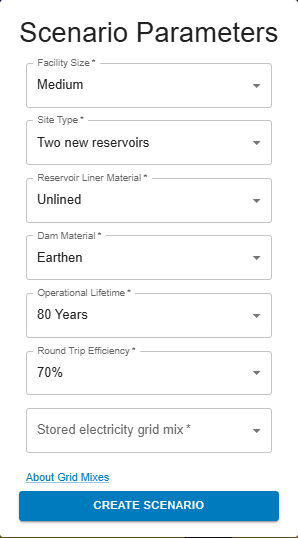 Scenario Parameters
Facility Size *
Medium
Site Type *
Two new reservoirs
Reservoir Liner Material *
Unlined
Dam Material *
Earthen
Operational Lifetime *
80 Years
Round Trip Efficiency *
70%
Stored electricity grid mix *
About Grid Mixes
CREATE SCENARIO